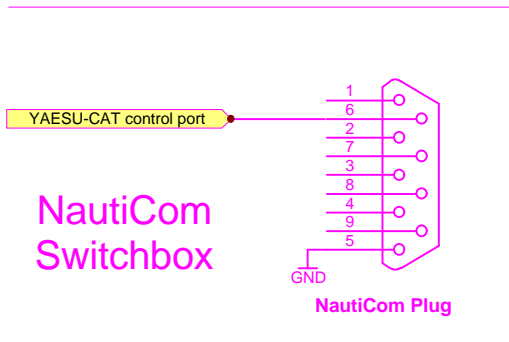 1
6
YAESU-CAT control port
2
7
3
8
4
9
5
NautiCom
Switchbox
GND
NautiCom Plug